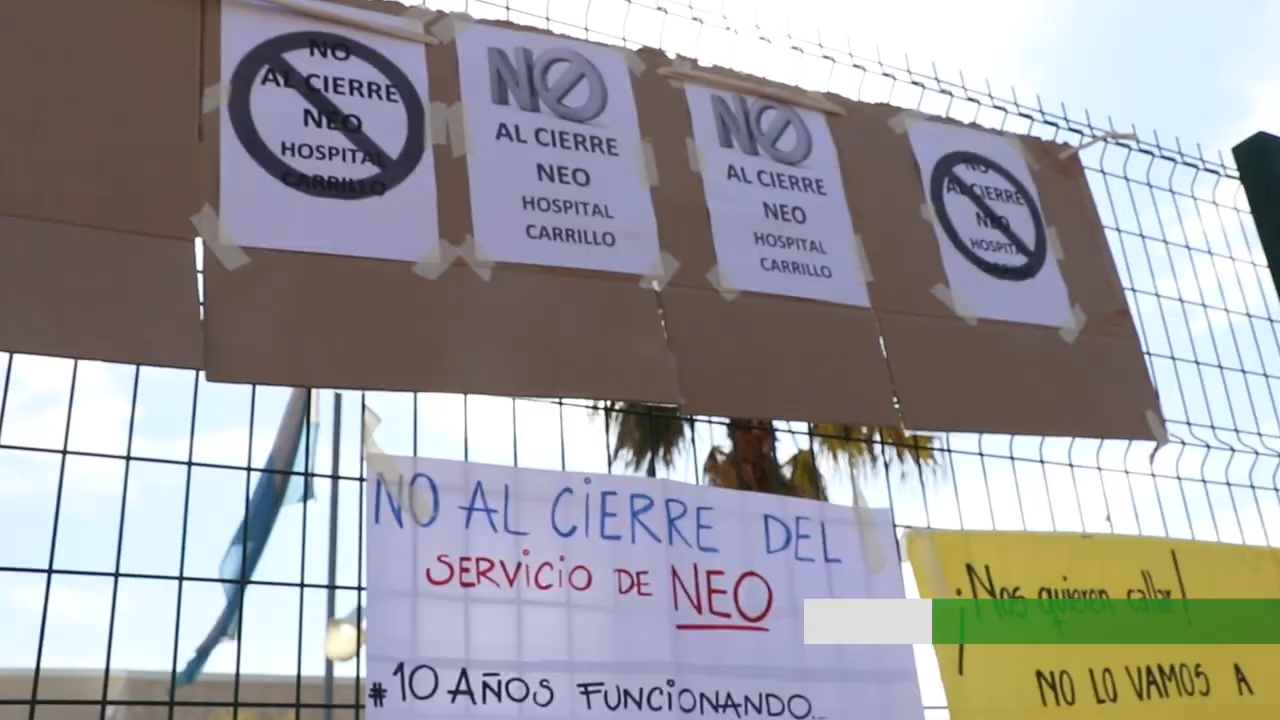 NO
AL CIERRE
NEO
HOSPITAL
CARRILLO
NO
AL CIERRE
NEO
HOSPITAL
CARRILLO
NO
AL CIERRE
NEO
HOSPITAL
CARRILLO
NO
AL CIERRE
NEO
HOSPITAL
NO AL CIERRE DEL
SERVICIO DE NEO
#10 AÑOS FUNCIONANDO...
¡Nos quieren callar!
NO LO VAMOS A